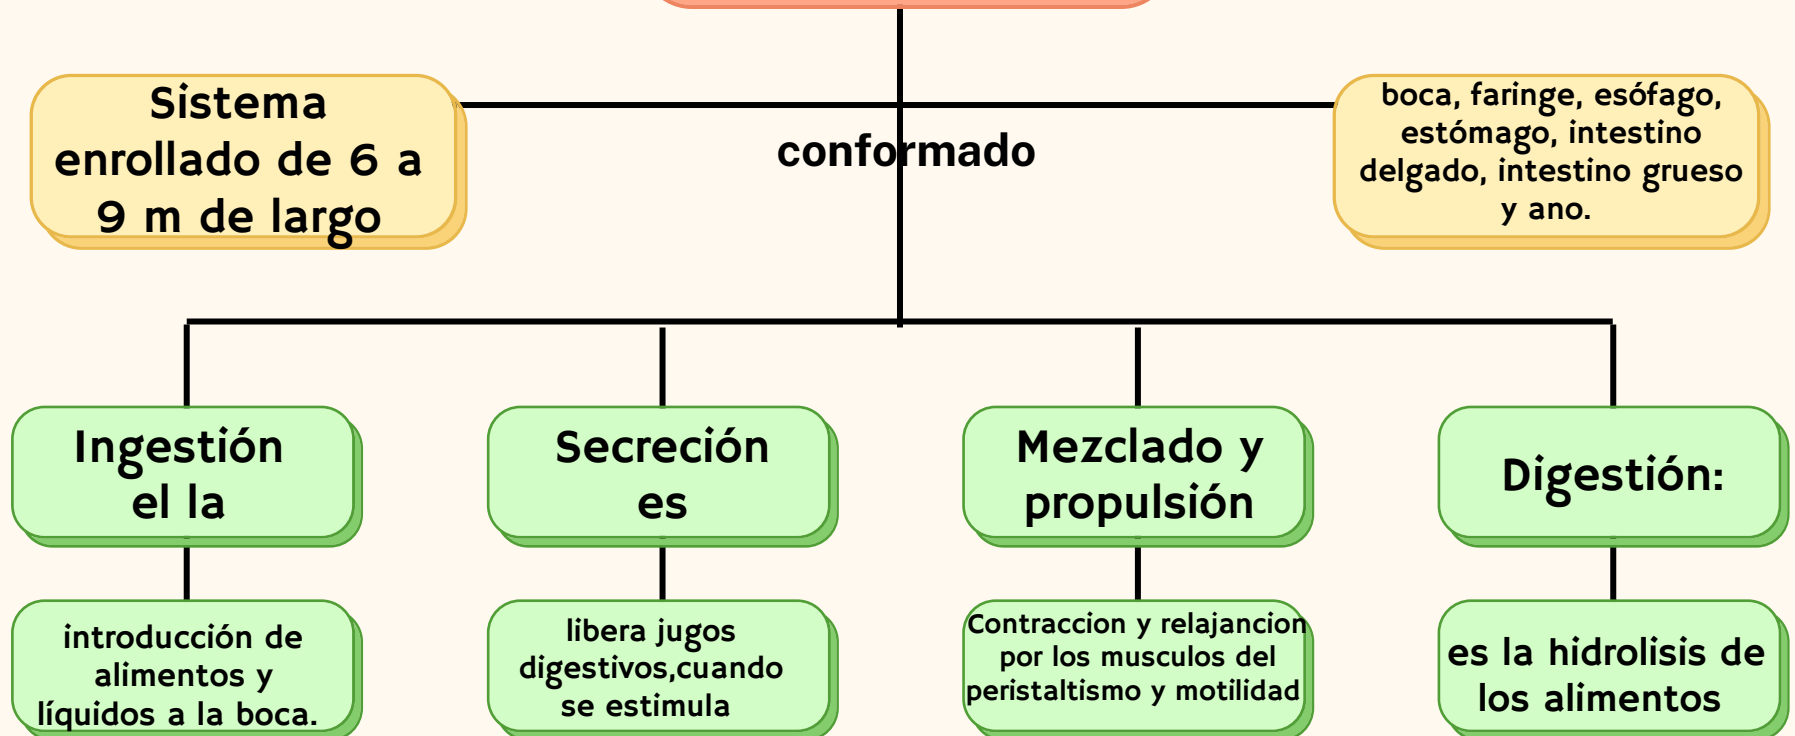 Sistema
enrollado de 6 a
9 m de largo
conformado
boca, faringe, esófago,
estómago, intestino
delgado, intestino grueso
y ano.
Ingestión
el la
Secreción
es
Mezclado y
propulsión
Digestión:
introducción de
alimentos y
líquidos a la boca.
libera jugos
digestivos,cuando
se estimula
Contraccion y relajancion
por los musculos del
peristaltismo y motilidad
es la hidrolisis de
los alimentos